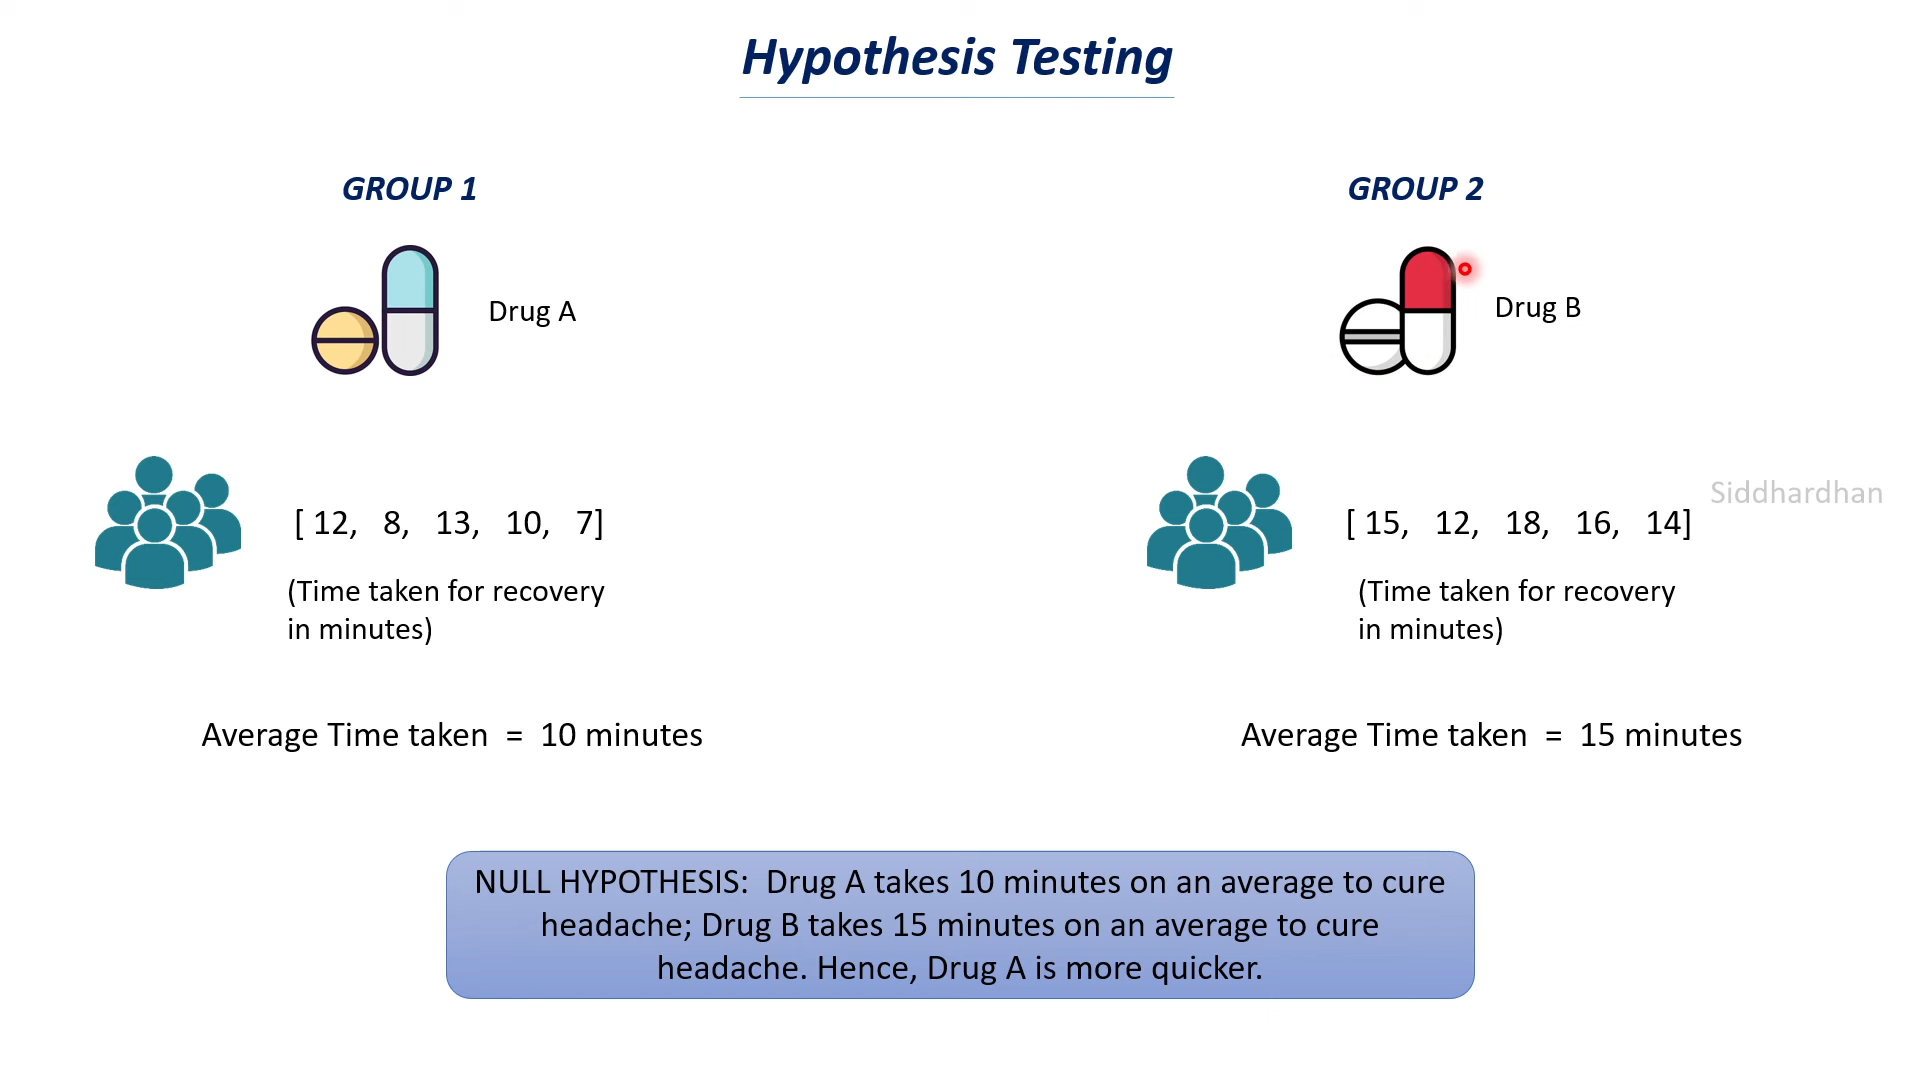 Hypothesis Testing
GROUP 1
Drug A
[ 12, 8, 13, 10, 7]
(Time taken for recovery
in minutes)
Average Time taken = 10 minutes
GROUP 2
Drug B
[ 15, 12, 18, 16, 14]
(Time taken for recovery
in minutes)
Average Time taken = 15 minutes
Siddhardhan
NULL HYPOTHESIS: Drug A takes 10 minutes on an average to cure
headache; Drug B takes 15 minutes on an average to cure
headache. Hence, Drug A is more quicker.